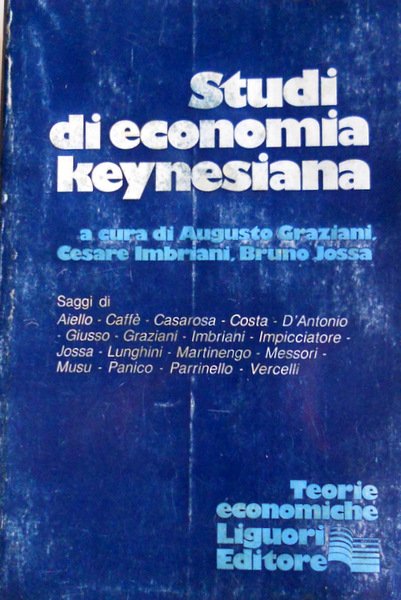 Studi
di economia
keynesiana
a cura di Augusto Graziani,
Cesare Imbriani, Bruno Jossa
Saggi di
Aiello - Caffè - Casarosa - Costa - D'Antonio
- Giusso - Graziani - Imbriani - Impicciatore -
Jossa - Lunghini - Martinengo - Messori -
Musu - Panico - Parrinello - Vercelli
Teorie
economiche
Liguori
Editore